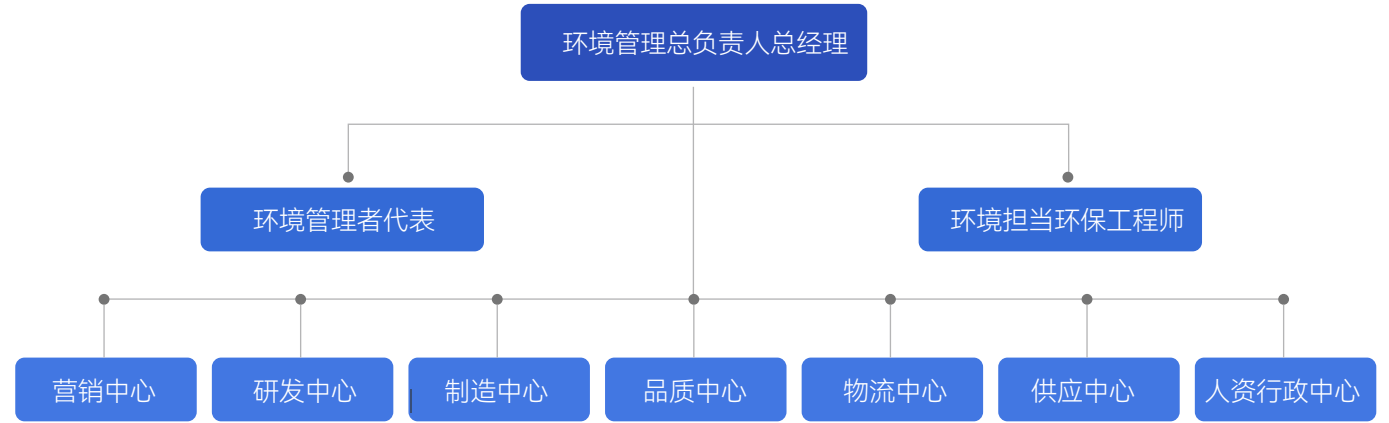 环境管理总负责人总经理
环境管理者代表
环境担当环保工程师
营销中心
研发中心
制造中心
品质中心
物流中心
供应中心
人资行政中心